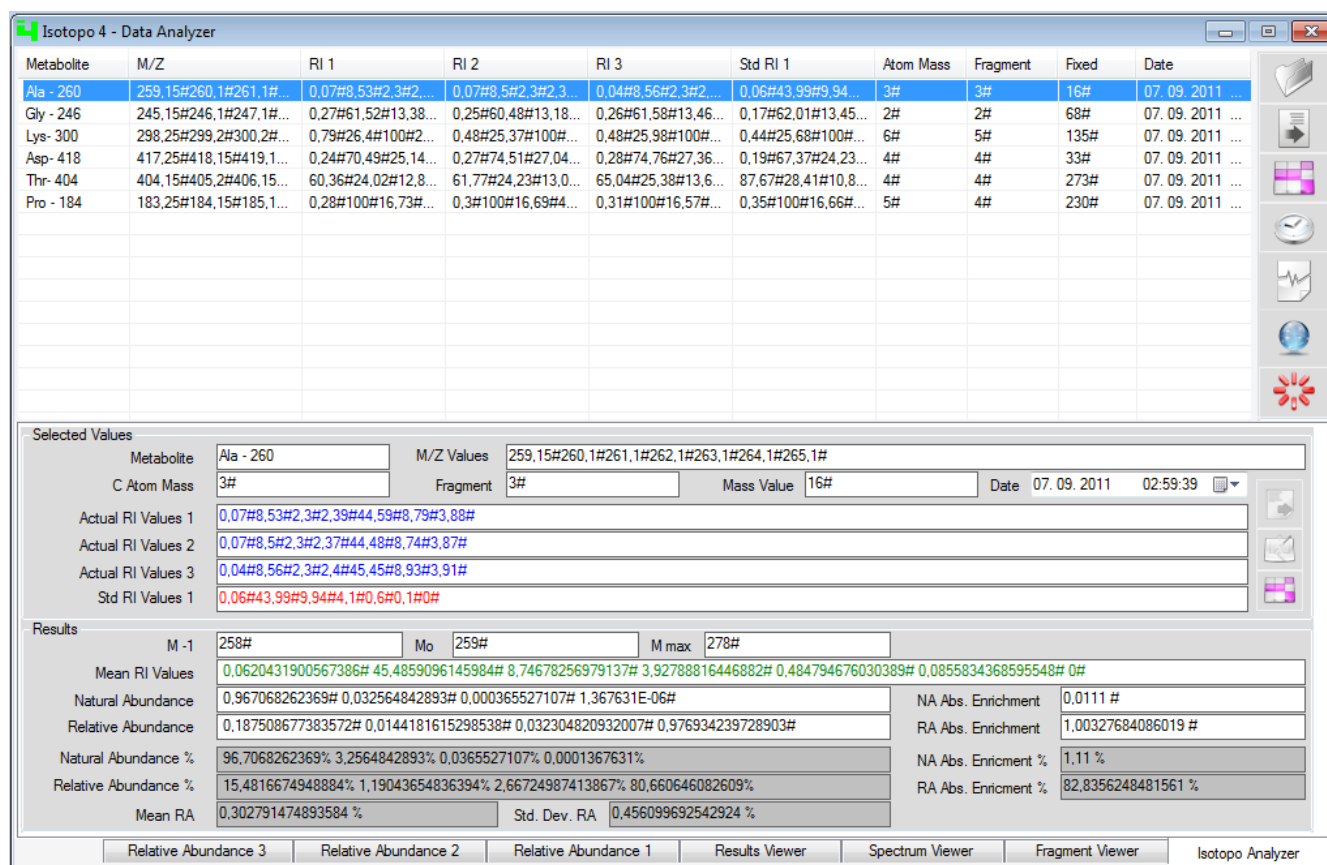 Isotopo 4 - Data Analyzer
Metabolite M/Z RI 1 RI 2 RI 3 Std RI 1 Atom Mass Fragment Fixed Date
Ala - 260 259,15#260,1#261,1#... 0,07#8,53#2,3#2,... 0,07#8,5#2,3#2,3... 0,04#8,56#2,3#2,... 0,06#43,99#9,94... 3# 3# 16# 07. 09. 2011 ...
Gly - 246 245,15#246,1#247,1#... 0,27#61,52#13,38... 0,25#60,48#13,18... 0,26#61,58#13,46... 0,17#62,01#13,45... 2# 2# 68# 07. 09. 2011 ...
Lys- 300 298,25#299,2#300,2#... 0,79#26,4#100#2... 0,48#25,37#100#... 0,48#25,98#100#... 0,44#25,68#100#... 6# 5# 135# 07. 09. 2011 ...
Asp- 418 417,25#418,15#419,1... 0,24#70,49#25,14... 0,27#74,51#27,04... 0,28#74,76#27,36... 0,19#67,37#24,23... 4# 4# 33# 07. 09. 2011 ...
Thr- 404 404,15#405,2#406,15... 60,36#24,02#12,8... 61,77#24,23#13,0... 65,04#25,38#13,6... 87,67#28,41#10,8... 4# 4# 273# 07. 09. 2011 ...
Pro - 184 183,25#184,15#185,1... 0,28#100#16,73#... 0,3#100#16,69#4... 0,31#100#16,57#... 0,35#100#16,66#... 5# 4# 230# 07. 09. 2011 ...
Selected Values
Metabolite Ala - 260 M/Z Values 259,15#260,1#261,1#262,1#263,1#264,1#265,1#
C Atom Mass 3# Fragment 3# Mass Value 16# Date 07. 09. 2011 02:59:39
Actual RI Values 1 0,07#8,53#2,3#2,39#44,59#8,79#3,88#
Actual RI Values 2 0,07#8,5#2,3#2,37#44,48#8,74#3,87#
Actual RI Values 3 0,04#8,56#2,3#2,4#45,45#8,93#3,91#
Std RI Values 1 0,06#43,99#9,94#4,1#0,6#0,1#0#
Results
M -1 258# Mo 259# M max 278#
Mean RI Values 0,0620431900567386# 45,4859096145984# 8,74678256979137# 3,92788816446882# 0,484794676030389# 0,0855834368595548# 0#
Natural Abundance 0,967068262369# 0,032564842893# 0,000365527107# 1,367631E-06# NA Abs. Enrichment 0,0111 #
Relative Abundance 0,187508677383572# 0,0144181615298538# 0,032304820932007# 0,976934239728903# RA Abs. Enrichment 1,00327684086019 #
Natural Abundance % 96,7068262369% 3,2564842893% 0,0365527107% 0,0001367631% NA Abs. Enricment % 1,11 %
Relative Abundance % 15,4816674948884% 1,19043654836394% 2,66724987413867% 80,660646082609% RA Abs. Enricment % 82,8356248481561 %
Mean RA 0,302791474893584 % Std. Dev. RA 0,456099692542924 %
Relative Abundance 3 Relative Abundance 2 Relative Abundance 1 Results Viewer Spectrum Viewer Fragment Viewer Isotopo Analyzer